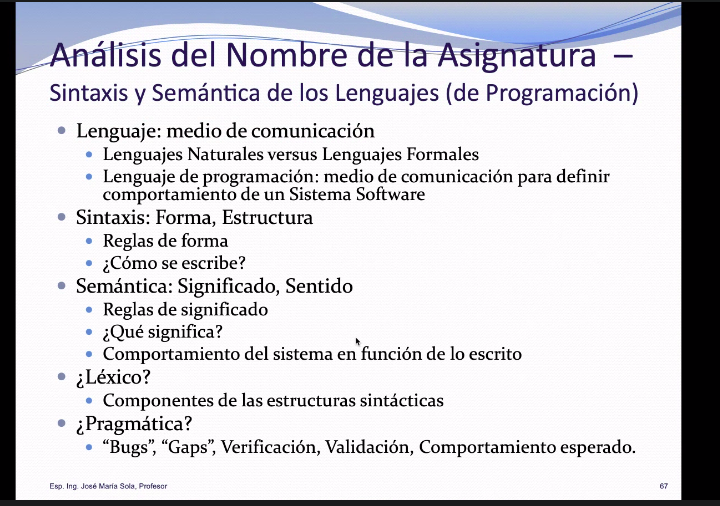 Análisis del Nombre de la Asignatura –
Sintaxis y Semántica de los Lenguajes (de Programación)
• Lenguaje: medio de comunicación
• Lenguajes Naturales versus Lenguajes Formales
• Lenguaje de programación: medio de comunicación para definir
comportamiento de un Sistema Software
• Sintaxis: Forma, Estructura
• Reglas de forma
• ¿Cómo se escribe?
• Semántica: Significado, Sentido
• Reglas de significado
• ¿Qué significa?
• Comportamiento del sistema en función de lo escrito
• ¿Léxico?
• Componentes de las estructuras sintácticas
• ¿Pragmática?
• “Bugs”, “Gaps”, Verificación, Validación, Comportamiento esperado.
Esp. Ing. José María Sola, Profesor
67